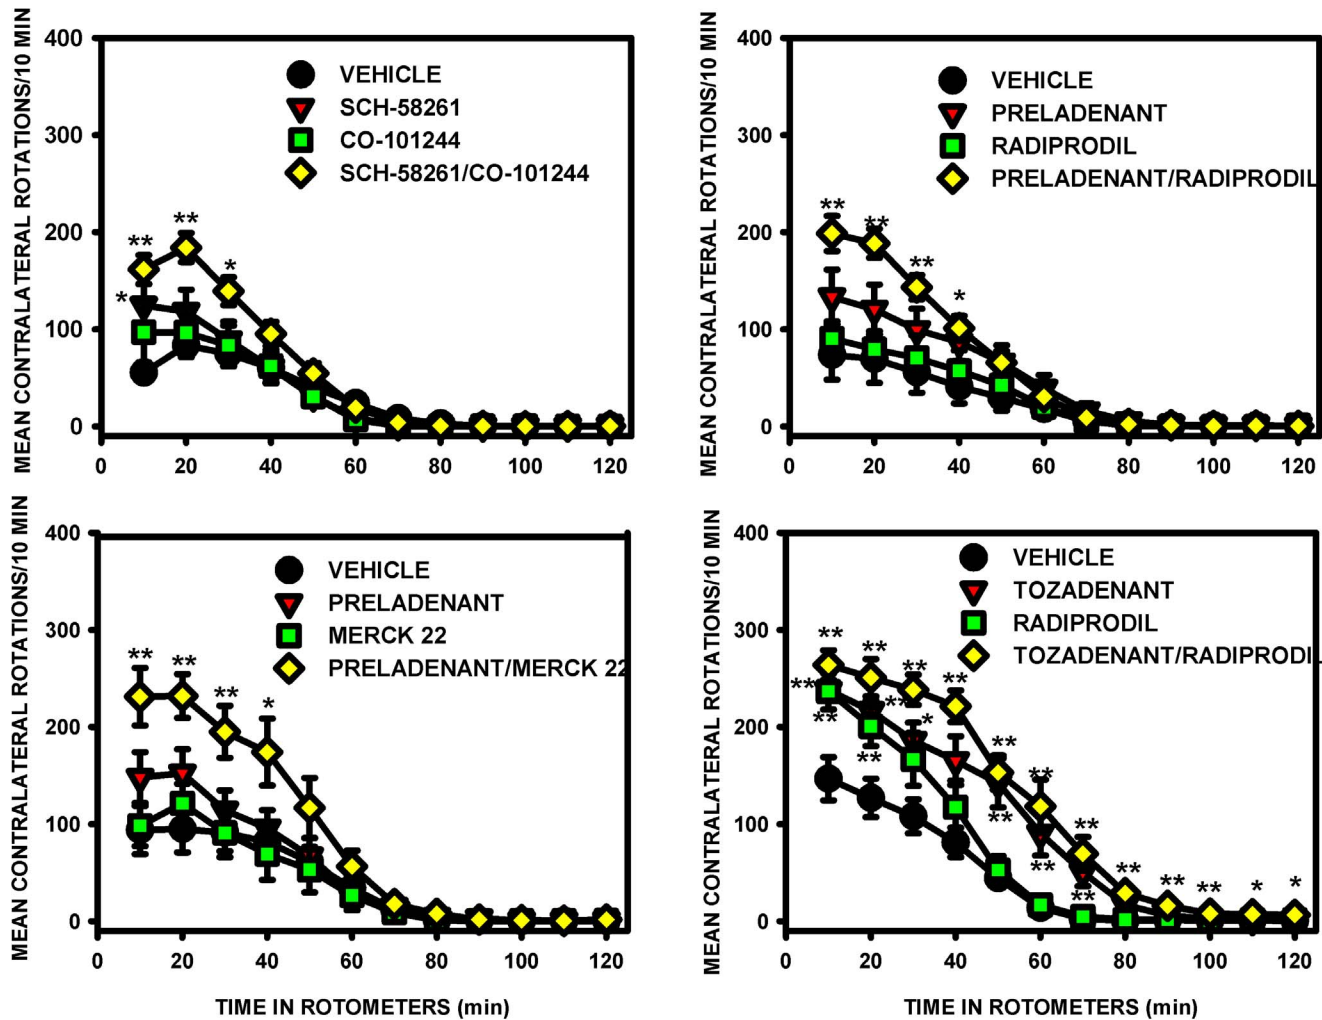 MEAN CONTRALATERAL ROTATIONS/10 MIN
400
300
200
100
0
VEHICLE
SCH-58261
CO-101244
SCH-58261/CO-101244
**
**
*
*
0 20 40 60 80 100 120
MEAN CONTRALATERAL ROTATIONS/10 MIN
400
300
200
100
0
VEHICLE
PRELADENANT
RADIPRODIL
PRELADENANT/RADIPRODIL
**
**
**
*
0 20 40 60 80 100 120
MEAN CONTRALATERAL ROTATIONS/10 MIN
400
300
200
100
0
VEHICLE
PRELADENANT
MERCK 22
PRELADENANT/MERCK 22
**
**
**
*
0 20 40 60 80 100 120
TIME IN ROTOMETERS (min)
MEAN CONTRALATERAL ROTATIONS/10 MIN
400
300
200
100
0
VEHICLE
TOZADENANT
RADIPRODIL
TOZADENANT/RADIPRODIL
** ** ** **
** ** *
** **
** ** ** ** ** ** * *
** ** **
0 20 40 60 80 100 120
TIME IN ROTOMETERS (min)